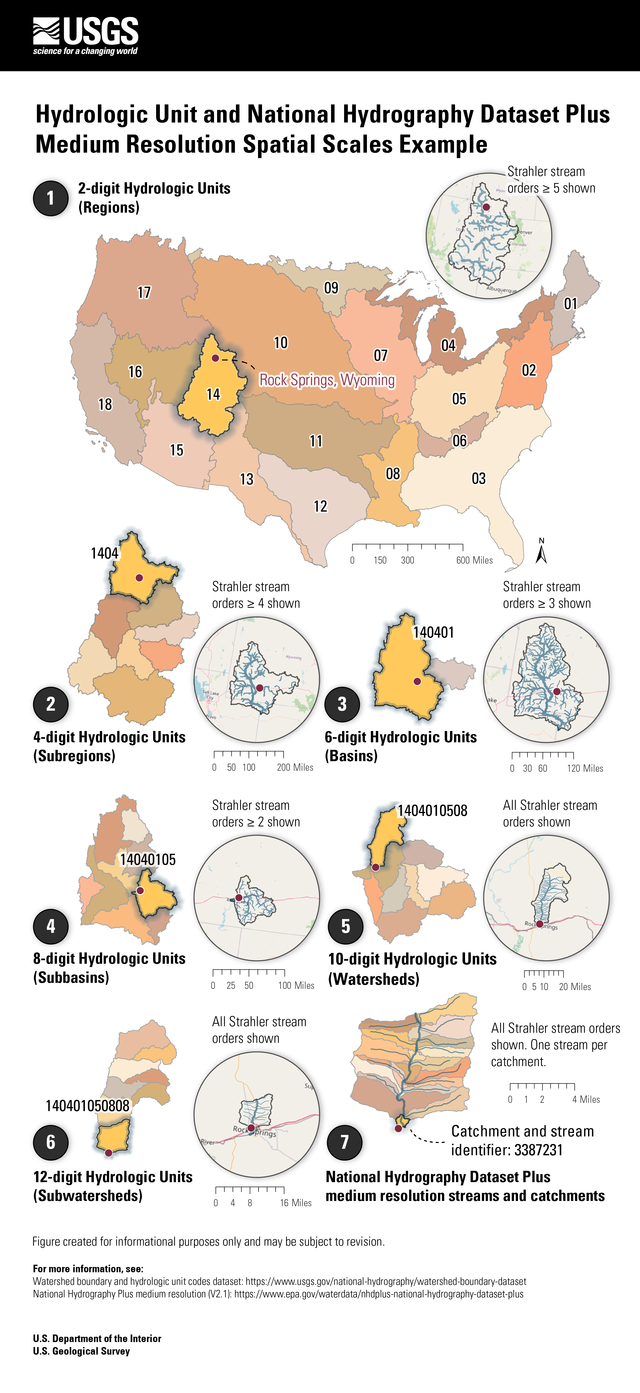 USGS
science for a changing world
Hydrologic Unit and National Hydrography Dataset Plus
Medium Resolution Spatial Scales Example
1
2-digit Hydrologic Units
(Regions)
Strahler stream
orders ≥ 5 shown
Denver
Albuquerque
17
09
01
10
04
07
16
02
14
Rock Springs, Wyoming
05
18
11
06
15
08
03
13
12
N
0 150 300 600 Miles
1404
Strahler stream
orders ≥ 4 shown
Wyoming
Lake
0 50 100 200 Miles
2
4-digit Hydrologic Units
(Subregions)
Strahler stream
orders ≥ 3 shown
140401
0 30 60 120 Miles
3
6-digit Hydrologic Units
(Basins)
Strahler stream
orders ≥ 2 shown
14040105
0 25 50 100 Miles
4
8-digit Hydrologic Units
(Subbasins)
1404010508
All Strahler stream
orders shown
Rock Springs
0 5 10 20 Miles
5
10-digit Hydrologic Units
(Watersheds)
All Strahler stream
orders shown
140401050808
Rock Springs
River
0 4 8 16 Miles
6
12-digit Hydrologic Units
(Subwatersheds)
All Strahler stream orders
shown. One stream per
catchment.
0 1 2 4 Miles
Catchment and stream
identifier: 3387231
7
National Hydrography Dataset Plus
medium resolution streams and catchments
Figure created for informational purposes only and may be subject to revision.
For more information, see:
Watershed boundary and hydrologic unit codes dataset: https://www.usgs.gov/national-hydrography/watershed-boundary-dataset
National Hydrography Plus medium resolution (V2.1): https://www.epa.gov/waterdata/nhdplus-national-hydrography-dataset-plus
U.S. Department of the Interior
U.S. Geological Survey